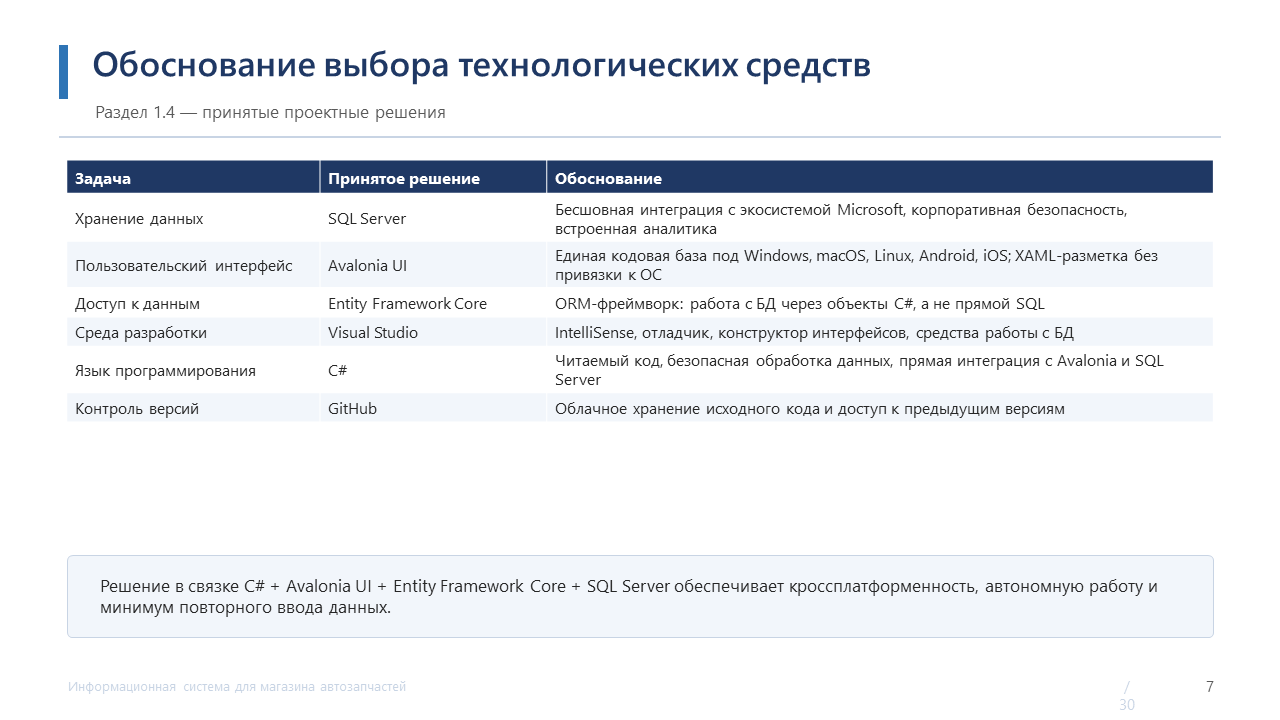 Обоснование выбора технологических средств
Раздел 1.4 — принятые проектные решения
Задача
Принятое решение
Обоснование
Хранение данных
SQL Server
Бесшовная интеграция с экосистемой Microsoft, корпоративная безопасность,
встроенная аналитика
Пользовательский интерфейс
Avalonia UI
Единая кодовая база под Windows, macOS, Linux, Android, iOS; XAML-разметка без
привязки к ОС
Доступ к данным
Entity Framework Core
ORM-фреймворк: работа с БД через объекты C#, а не прямой SQL
Среда разработки
Visual Studio
IntelliSense, отладчик, конструктор интерфейсов, средства работы с БД
Язык программирования
C#
Читаемый код, безопасная обработка данных, прямая интеграция с Avalonia и SQL
Server
Контроль версий
GitHub
Облачное хранение исходного кода и доступ к предыдущим версиям
Решение в связке C# + Avalonia UI + Entity Framework Core + SQL Server обеспечивает кроссплатформенность, автономную работу и
минимум повторного ввода данных.
Информационная система для магазина автозапчастей
/
30
7